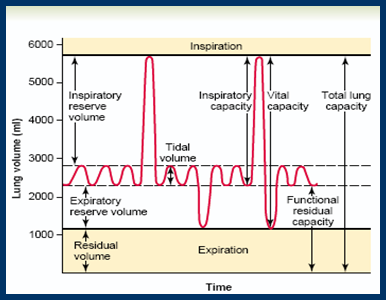 Inspiration
6000
5000
4000
3000
2000
1000
Lung volume (ml)
Inspiratory
reserve
volume
Inspiratory
capacity
Vital
capacity
Total lung
capacity
Tidal
volume
Expiratory
reserve volume
Functional
residual
capacity
Residual
volume
Expiration
Time